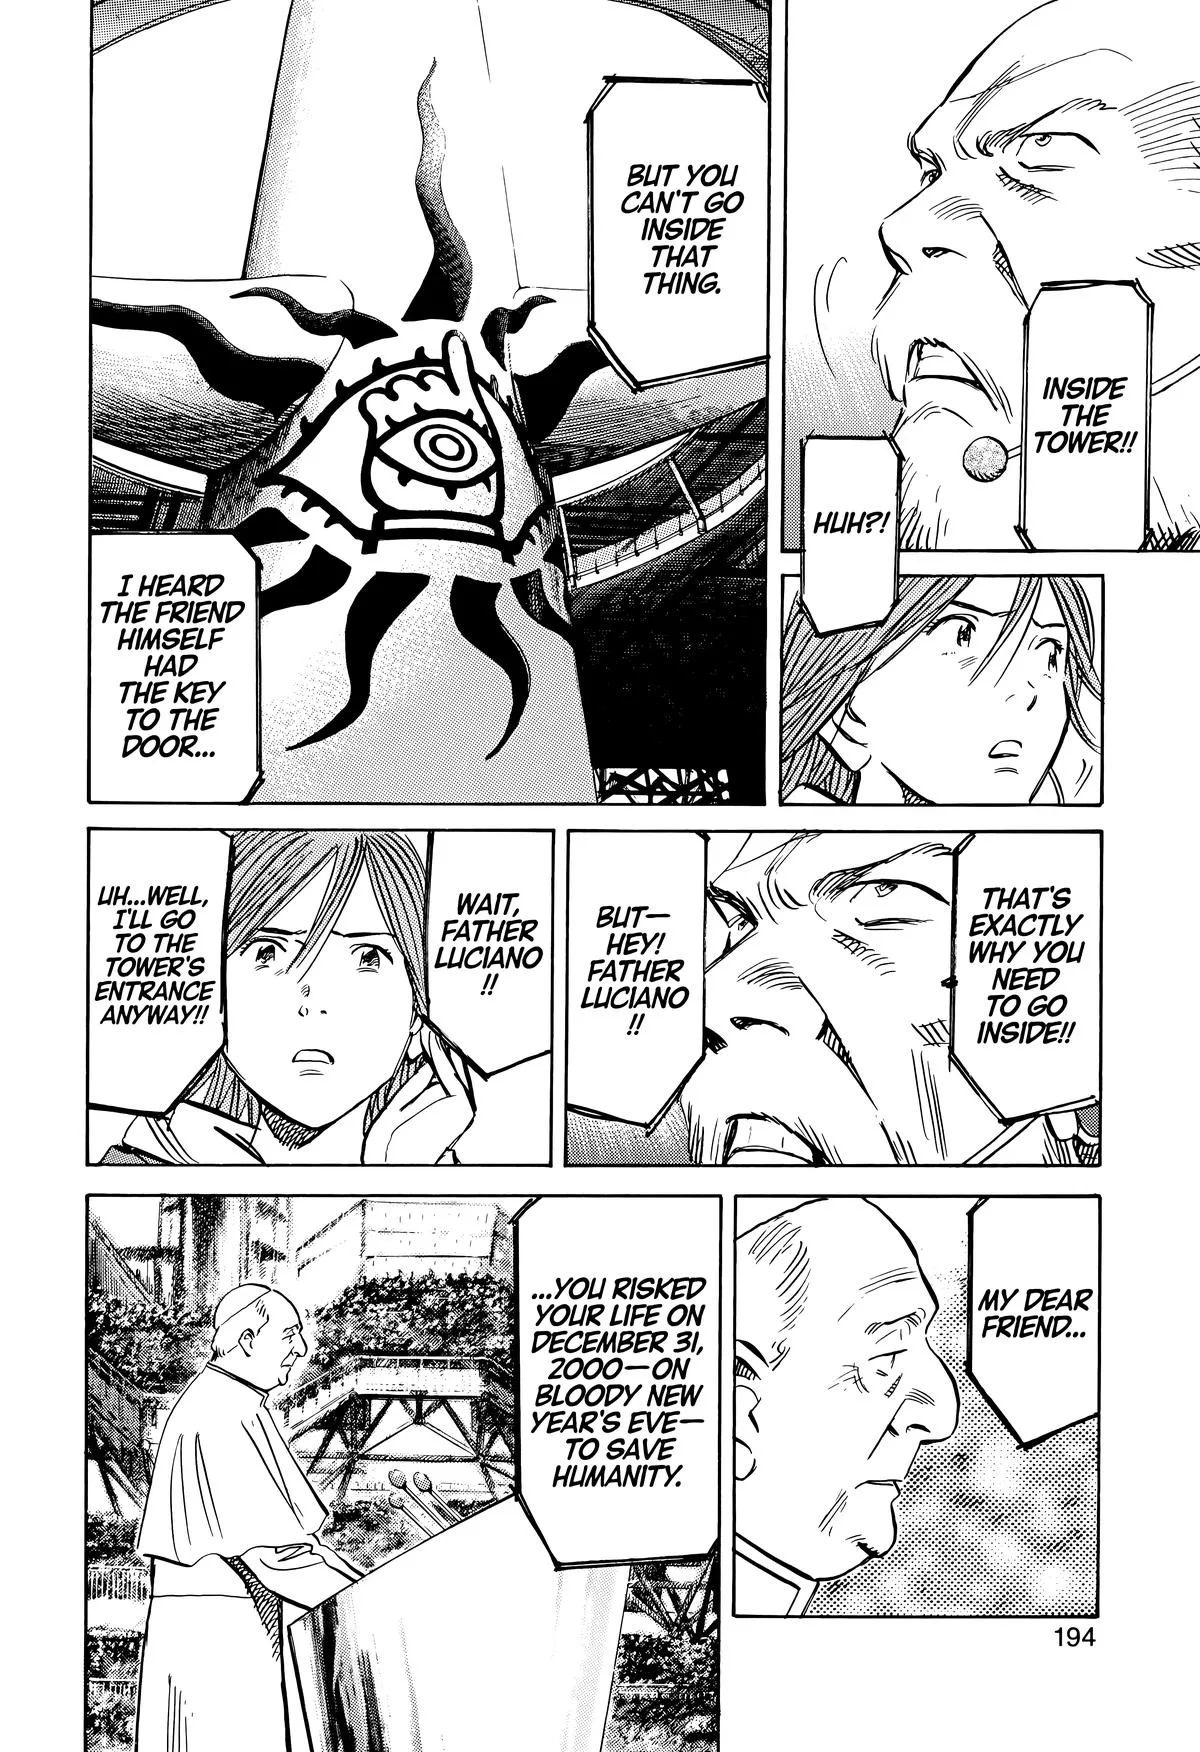 INSIDE
THE
TOWER!!
HUH?!
BUT YOU
CAN'T GO
INSIDE
THAT
THING.
I HEARD
THE FRIEND
HIMSELF
HAD
THE KEY
TO THE
DOOR...
THAT'S
EXACTLY
WHY YOU
NEED
TO GO
INSIDE!!
BUT—
HEY!
FATHER
LUCIANO
!!
WAIT,
FATHER
LUCIANO
!!
UH...WELL,
I'LL GO
TO THE
TOWER'S
ENTRANCE
ANYWAY!!
MY DEAR
FRIEND...
...YOU RISKED
YOUR LIFE ON
DECEMBER 31,
2000—ON
BLOODY NEW
YEAR'S EVE—
TO SAVE
HUMANITY.
194